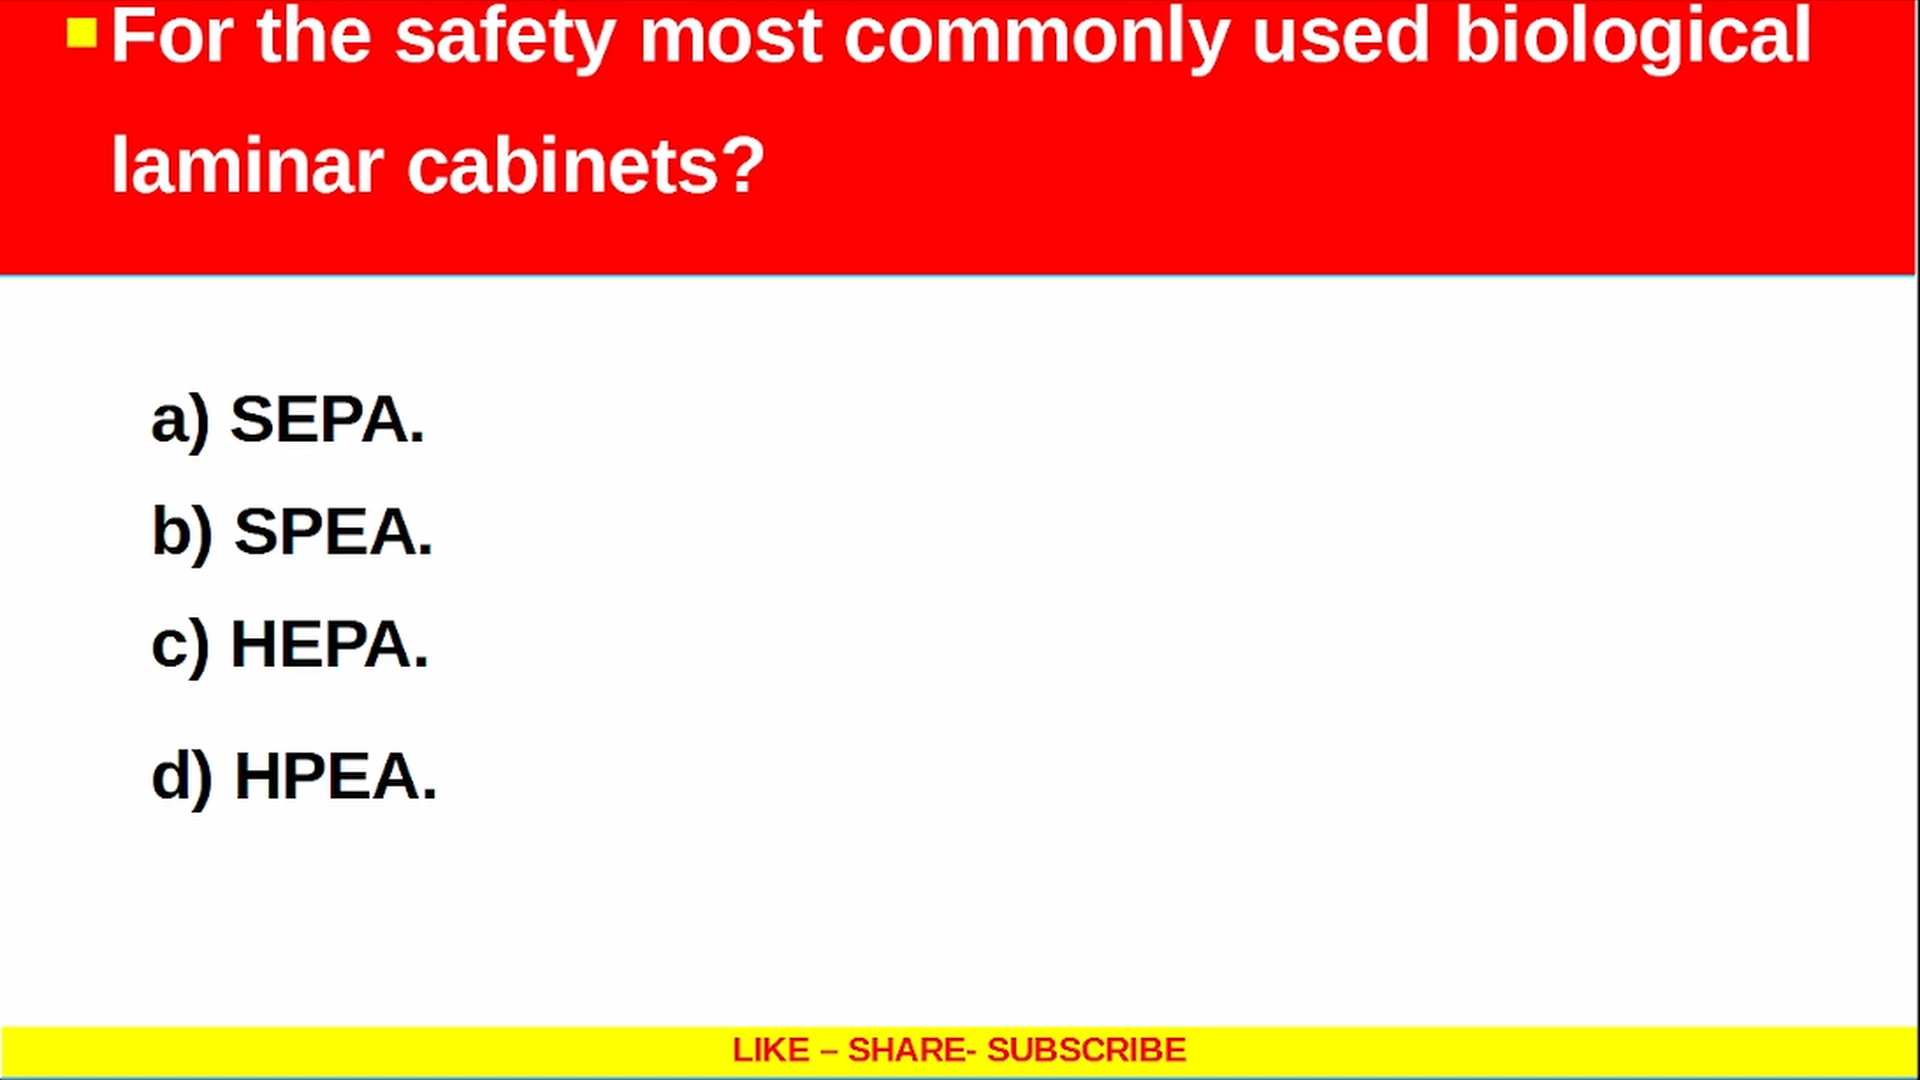 For the safety most commonly used biological
laminar cabinets?
a) SEPA.
b) SPEA.
c) HEPA.
d) HPEA.
LIKE – SHARE- SUBSCRIBE